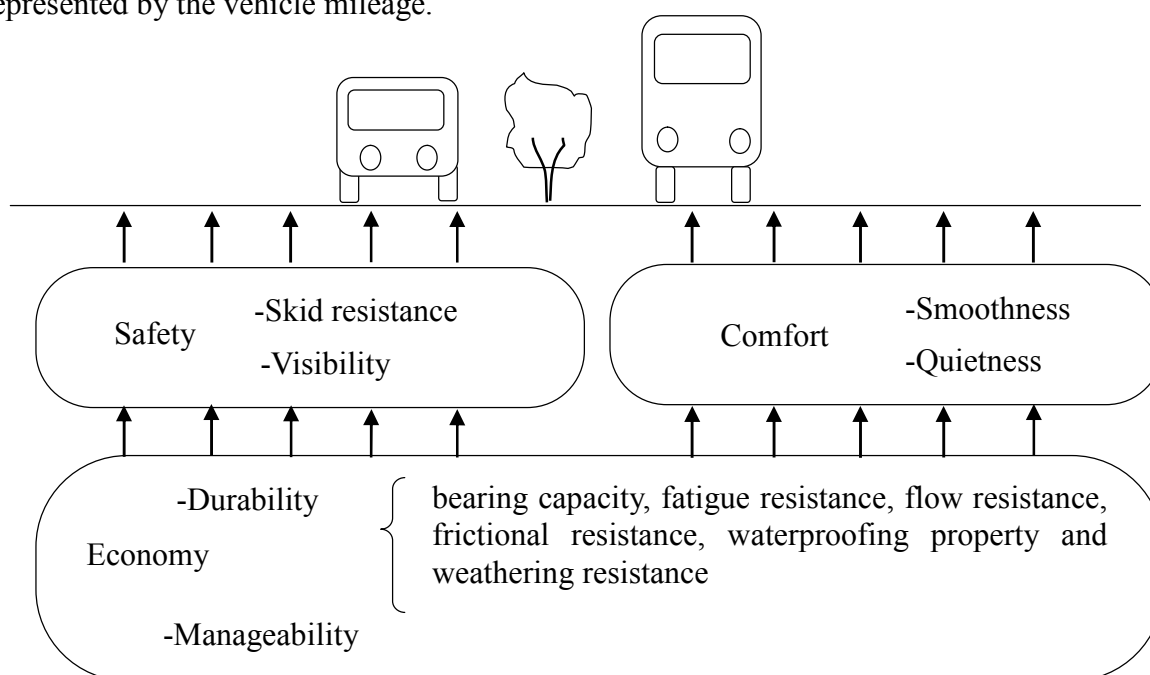 epresented by the vehicle mileage.
-Skid resistance
Safety
-Visibility
-Smoothness
Comfort
-Quietness
-Durability
bearing capacity, fatigue resistance, flow resistance,
frictional resistance, waterproofing property and
weathering resistance
Economy
-Manageability